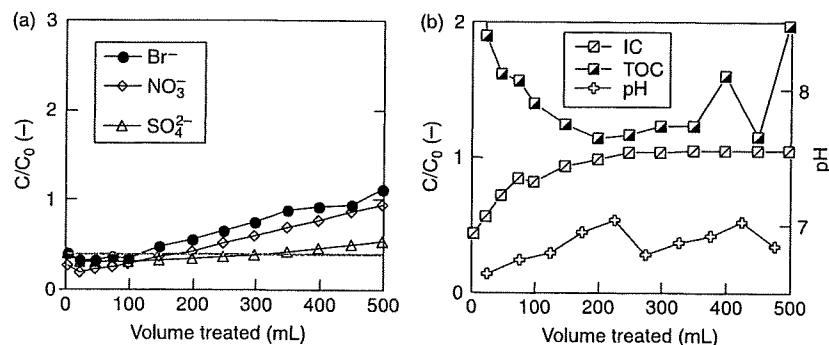 (a)
3
2
1
0
C/C₀ (–)
Br⁻
NO₃⁻
SO₄²⁻
0 100 200 300 400 500
Volume treated (mL)
(b)
2
1
0
C/C₀ (–)
IC
TOC
pH
8
7
pH
0 100 200 300 400 500
Volume treated (mL)